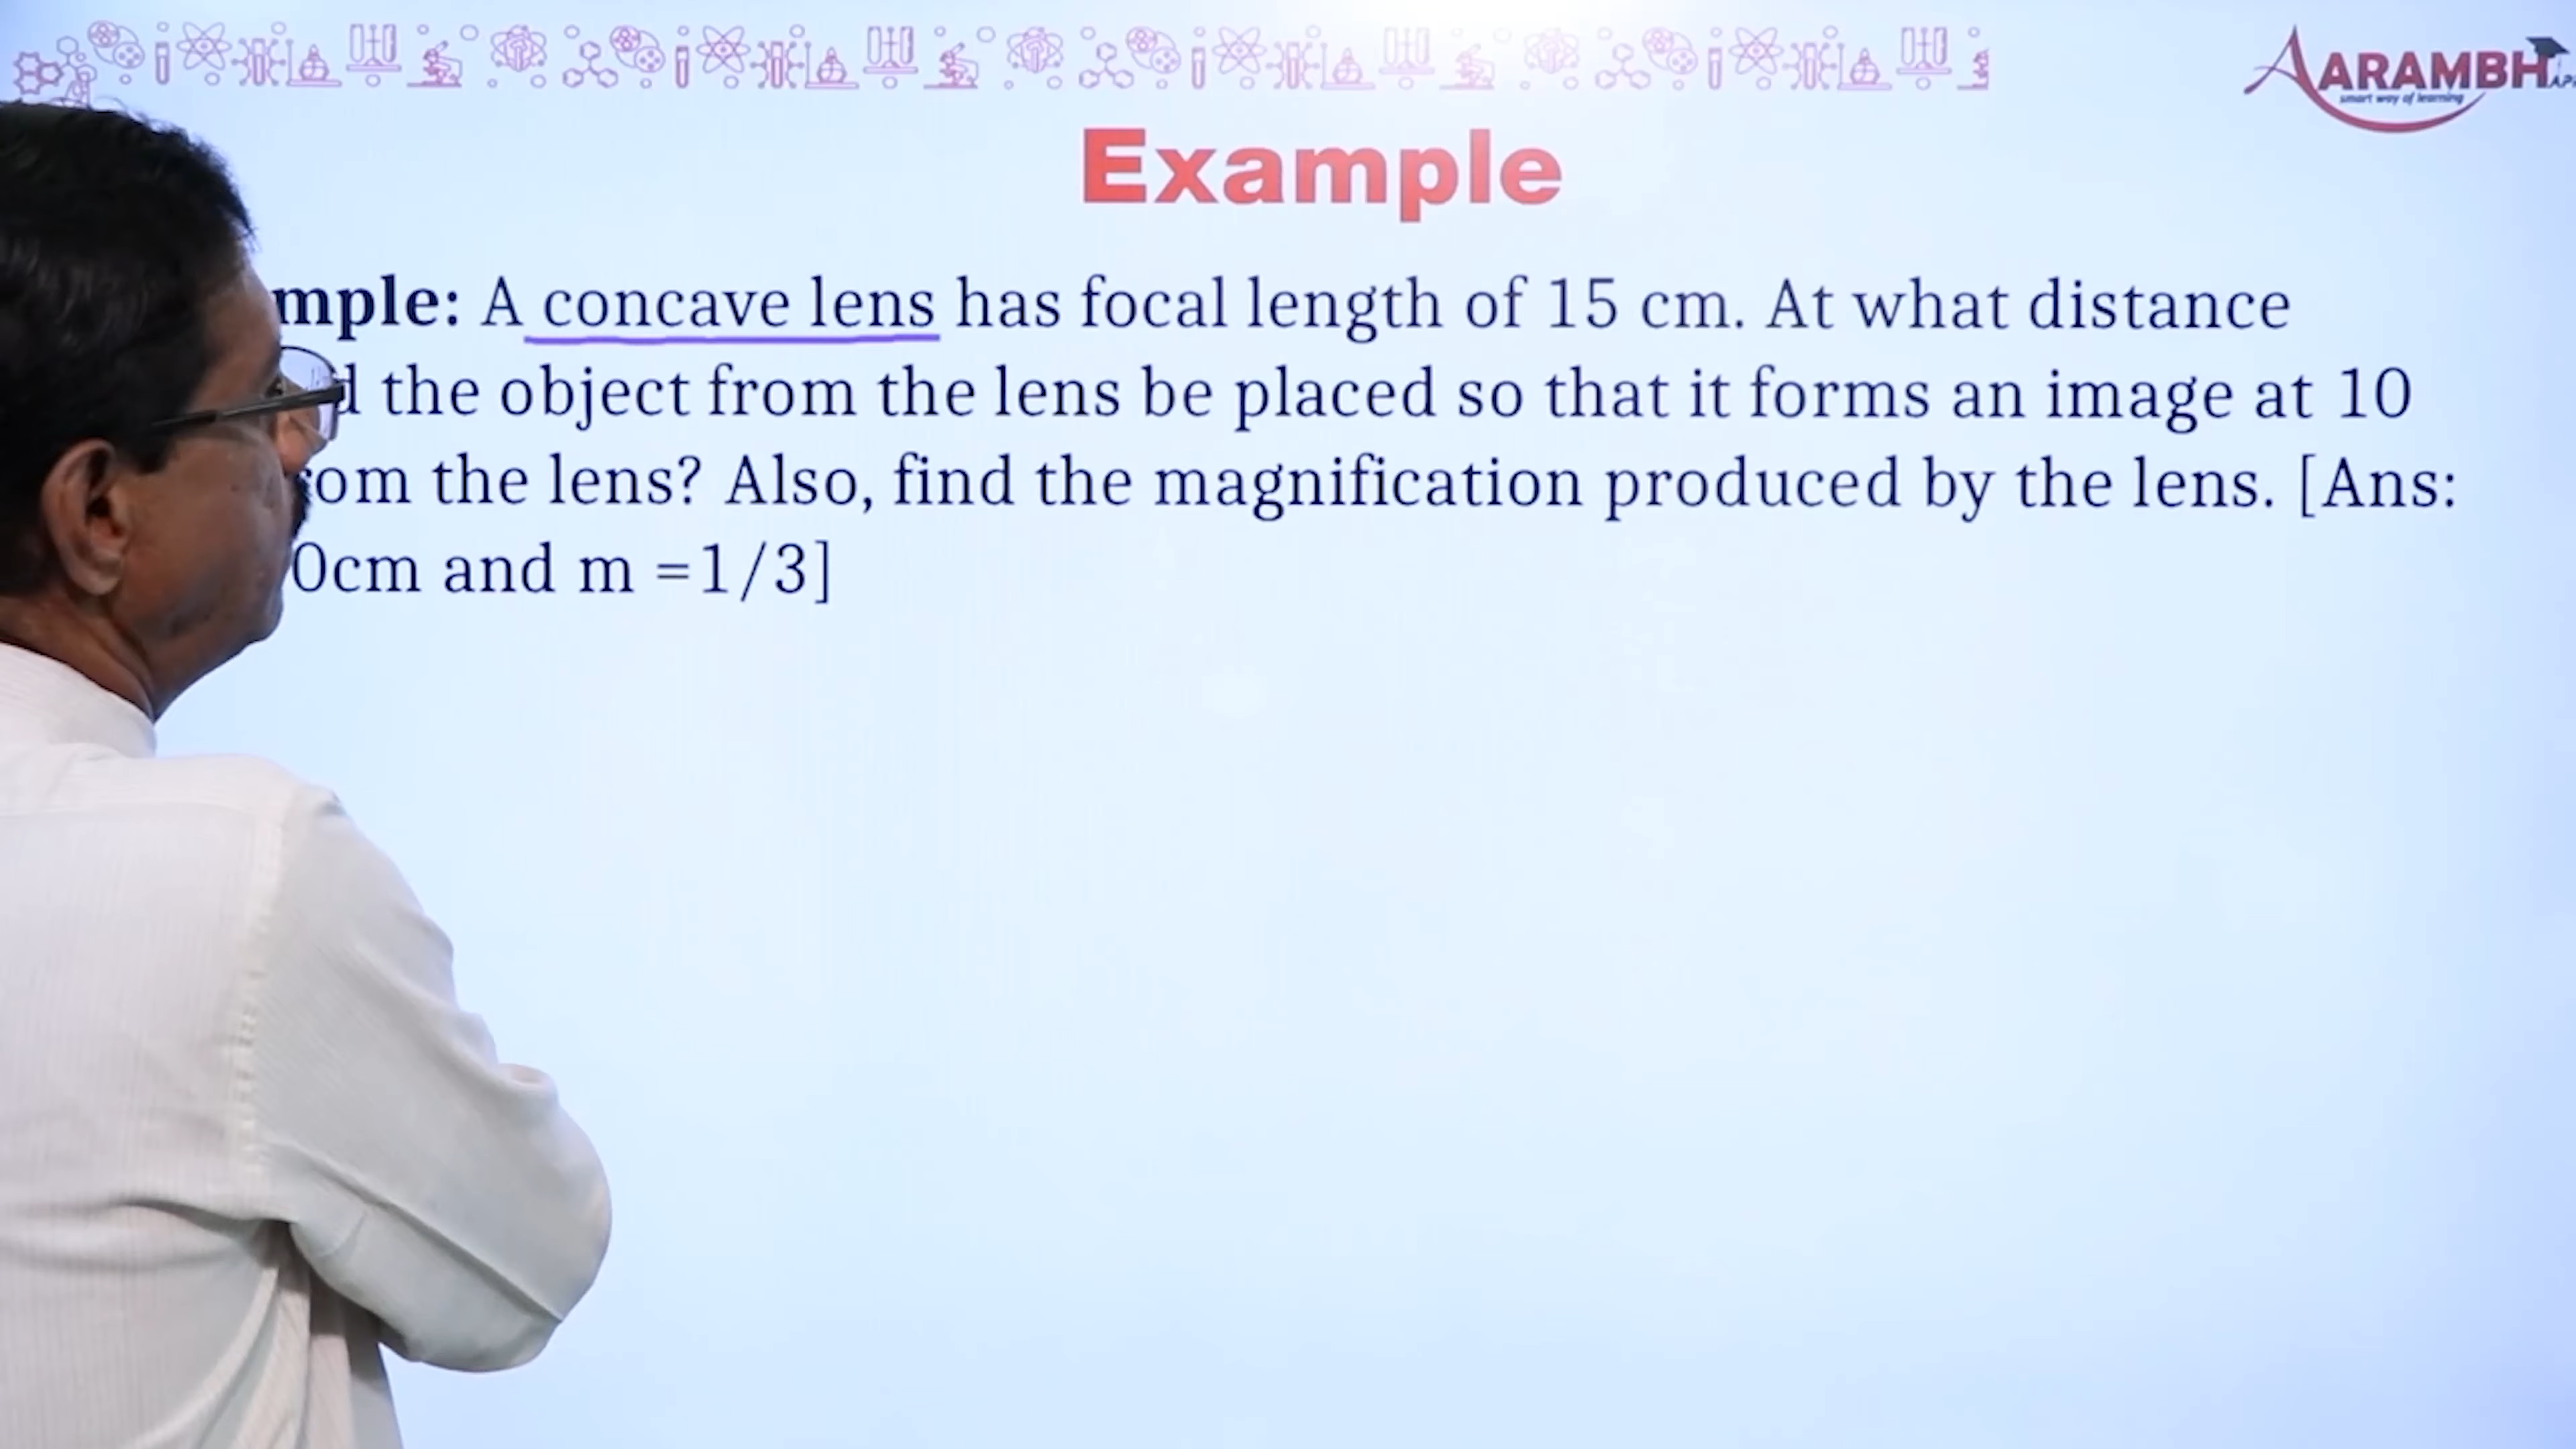 AARAMBH
smart way of learning
Example
mple: A concave lens has focal length of 15 cm. At what distance
d the object from the lens be placed so that it forms an image at 10
om the lens? Also, find the magnification produced by the lens. [Ans:
0cm and m =1/3]